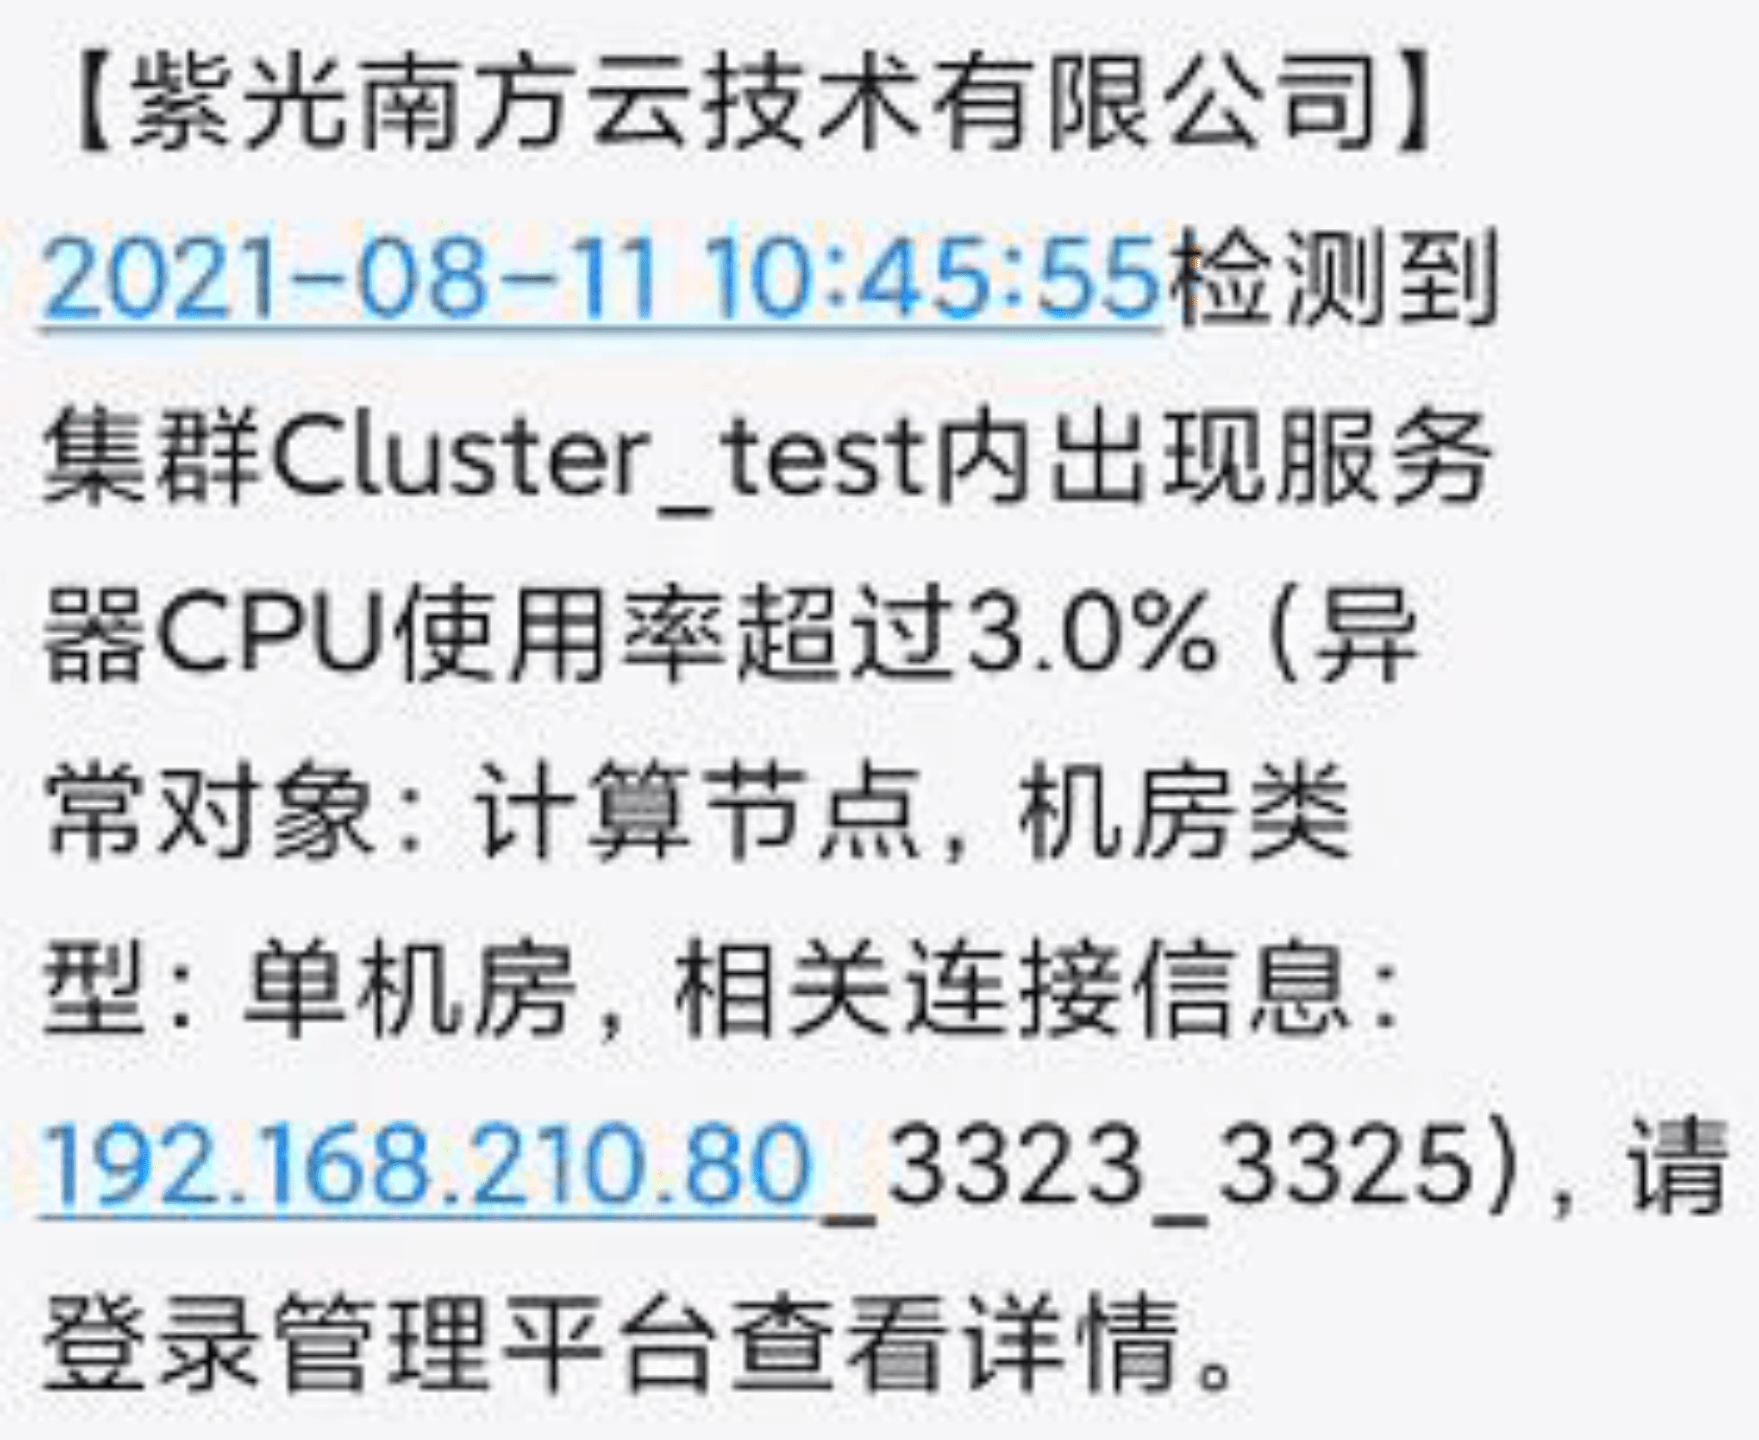 【紫光南方云技术有限公司】
2021-08-11 10:45:55检测到
集群Cluster_test内出现服务
器CPU使用率超过3.0%（异
常对象：计算节点，机房类
型：单机房，相关连接信息：
192.168.210.80_3323_3325），请
登录管理平台查看详情。